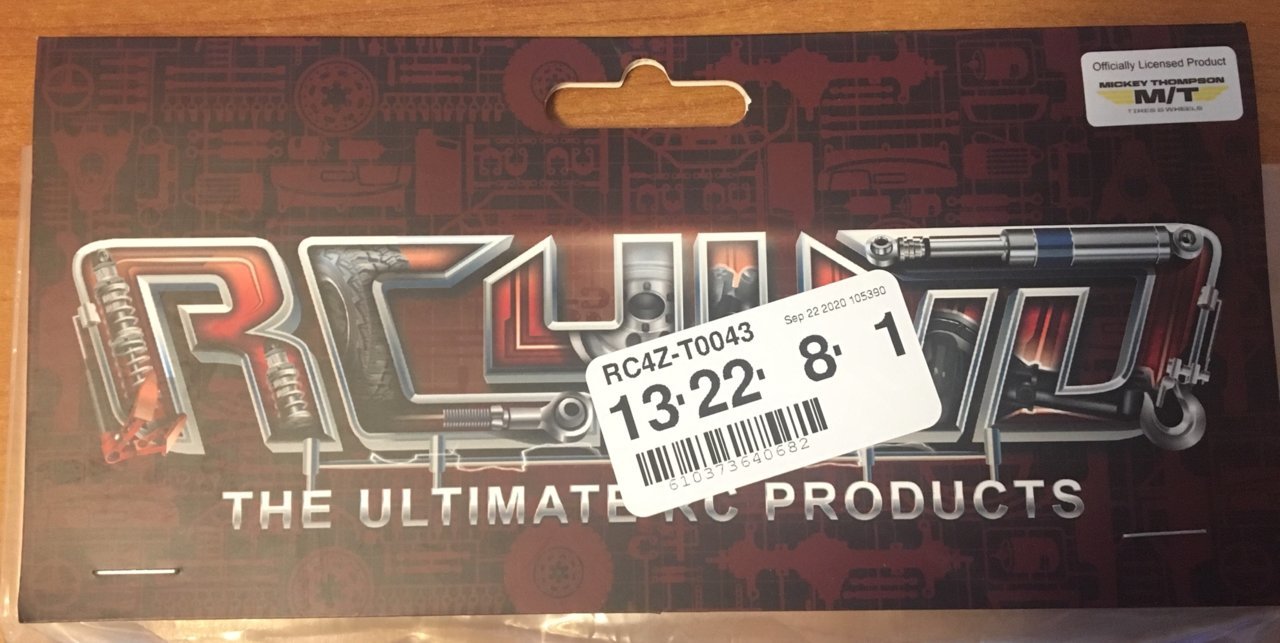 Officially Licensed Product
MICKEY THOMPSON
M/T
TIRES & WHEELS
RC4WD
RC4Z-T0043
Sep 22 2020 105390
13-22- 8- 1
610373640682
THE ULTIMATE RC PRODUCTS